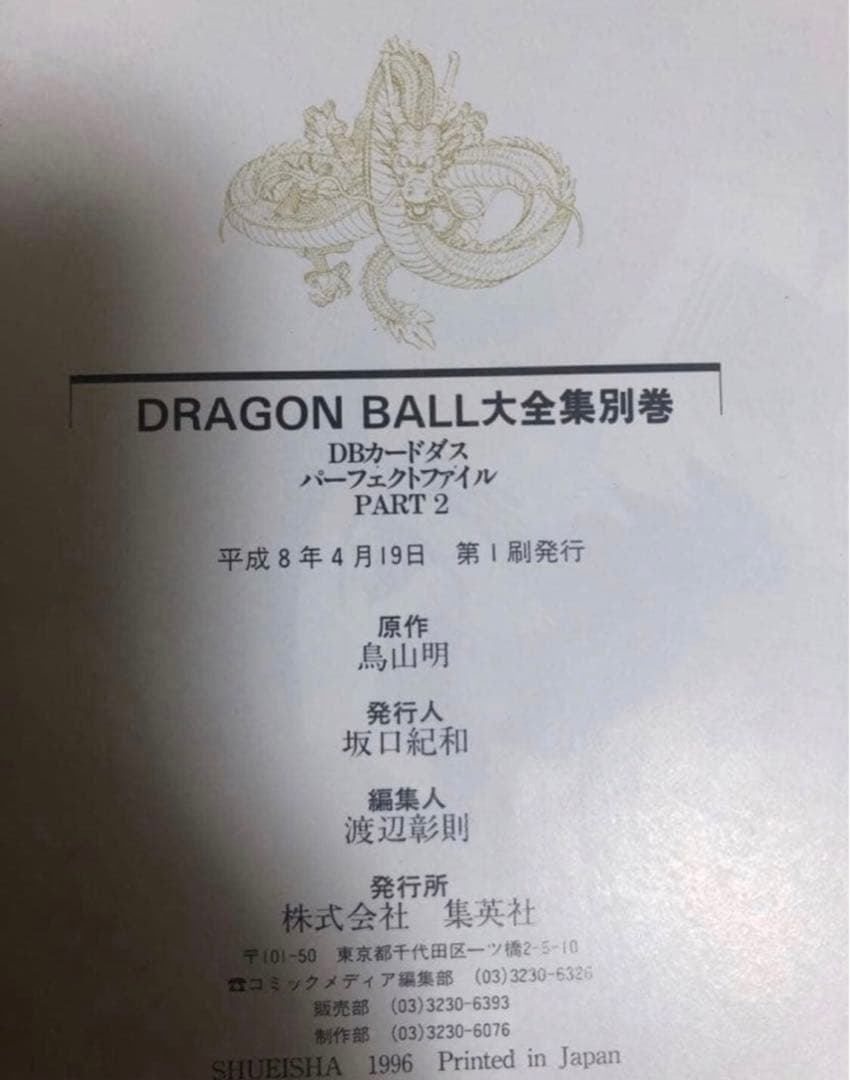 DRAGON BALL大全集別巻
DBカードダス
パーフェクトファイル
PART 2
平成8年4月19日　第1刷発行
原作
鳥山明
発行人
坂口紀和
編集人
渡辺彰則
発行所
株式会社　集英社
〒101-50　東京都千代田区一ツ橋2-5-10
☎コミックメディア編集部　(03)3230-6326
販売部　(03)3230-6393
制作部　(03)3230-6076
SHUEISHA　1996　Printed in Japan